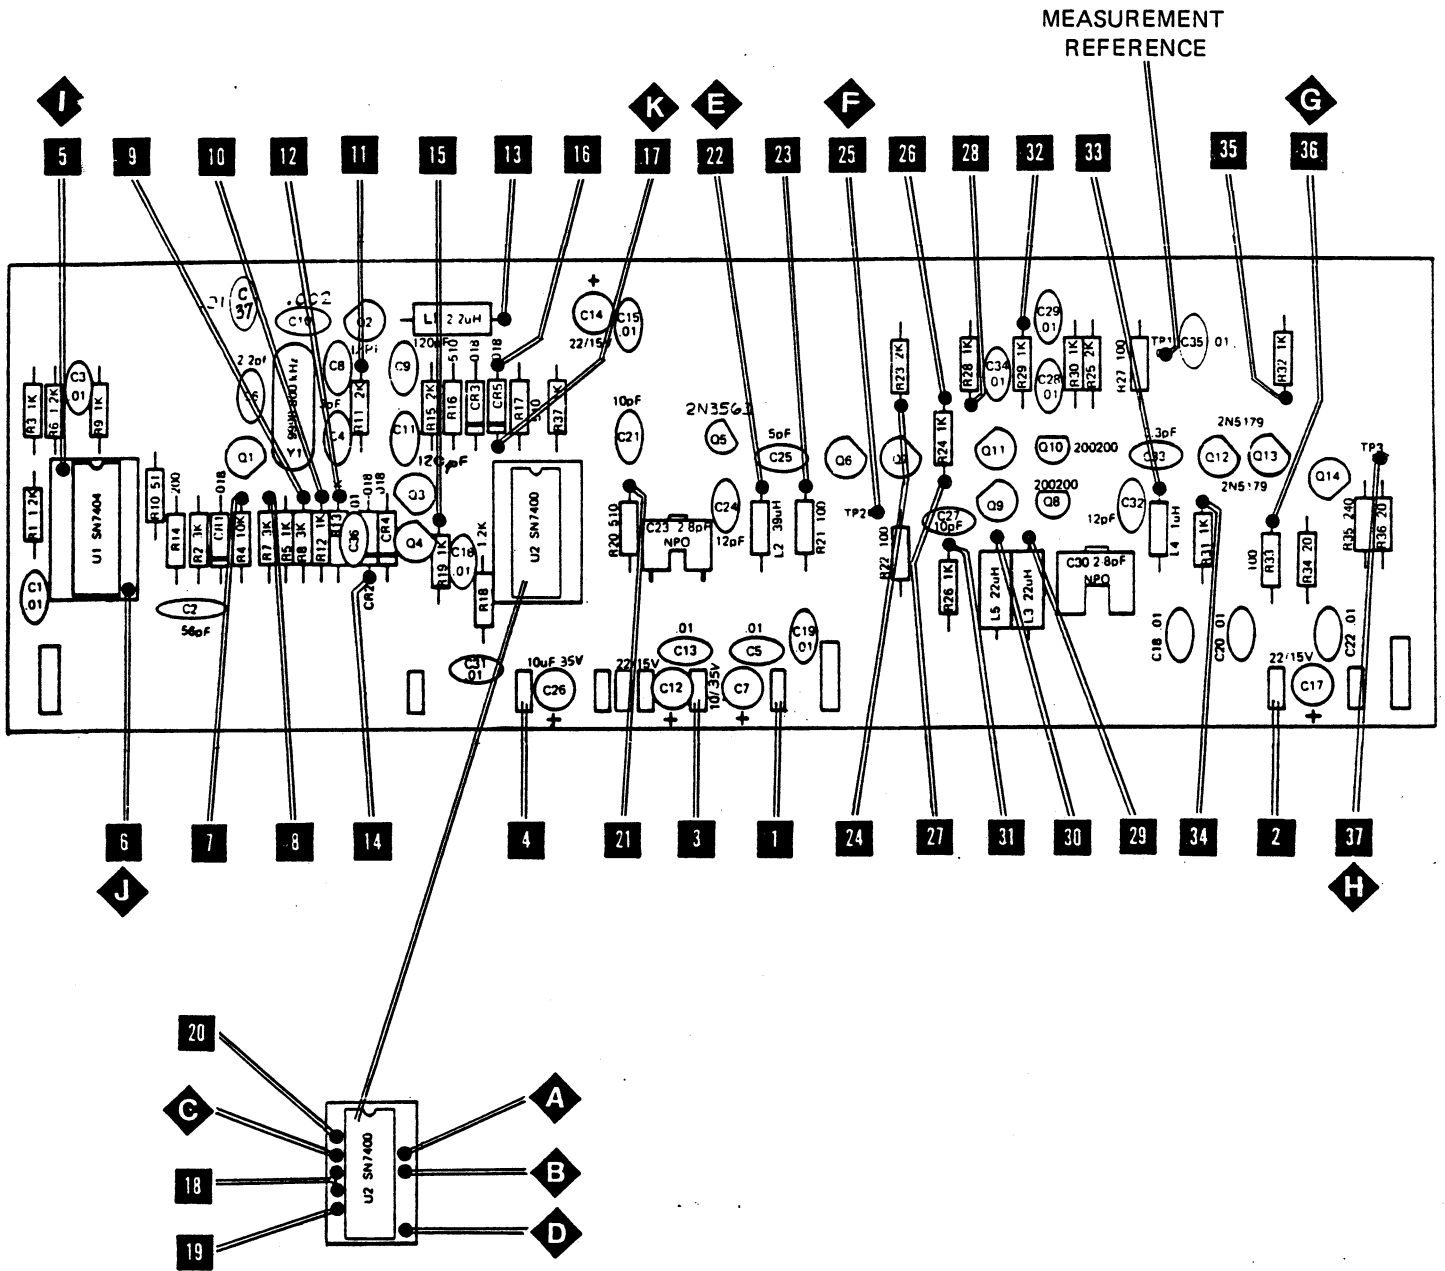 MEASUREMENT
REFERENCE
I
K
E
F
G
5
9
10
12
11
15
13
16
17
22
23
25
26
28
32
33
35
36
C
37
.002
C10
Q2
2.2uH
C14
22/15V
C15
.01
120pF
C29
01
TP1
C35
01
2 2pf
C8
C9
510
018
018
R23 2K
R28 1K
C34
01
R29 1K
C28
01
R30 1K
R25 2K
100
R32 1K
C3
01
R3 1K
R6 1.2K
R9 1K
9998.800 kHz
Y1
C4
R11 2K
C11
R15 2K
R16
CR3
CR5
R17
510
R37
10pF
C21
2N3563
Q5
5pF
C25
Q6
R24 1K
Q11
Q10
200200
3pF
C33
2N5179
Q12
Q13
2N5179
TP3
Q14
Q1
Q3
U1 SN7404
R1 1.2K
R10 51
200
018
R14
R2 3K
CR1
R4 10K
R7 3K
R5 1K
R8 3K
R12 1K
R13
01
C36
018
018
CR4
CR2
Q4
R19 1K
C16
.01
1.2K
R18
U2 SN7400
R20 510
C23 2 8pF
NPO
C24
12pF
L2 39uH
R21 100
TP2
R22 100
C27
10pF
R26 1K
Q9
200200
Q8
L5 22uH
L3 22uH
C30 2-8pF
NPO
C32
12pF
L4 1uH
R31 1K
100
R33
R34 20
R35 240
R36 20
C1
.01
C2
56pF
C31
.01
10uF 35V
C26
22/15V
.01
C13
C12
10/35V
.01
C5
C7
C19
.01
C18 .01
C20 .01
C22 .01
22/15V
C17
6
7
8
14
4
21
3
1
24
27
31
30
29
34
2
37
J
H
20
C
18
19
U2 SN7400
A
B
D